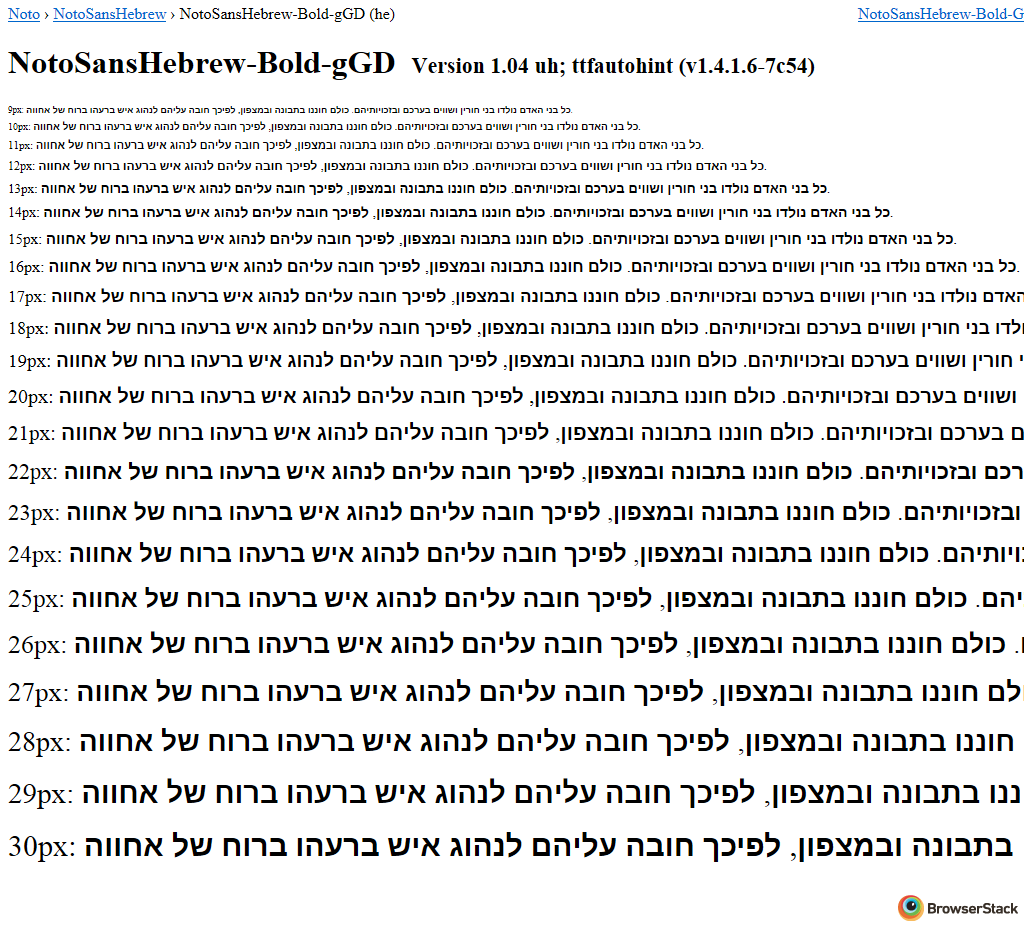 Noto › NotoSansHebrew › NotoSansHebrew-Bold-gGD (he)
NotoSansHebrew-Bold-G
NotoSansHebrew-Bold-gGD Version 1.04 uh; ttfautohint (v1.4.1.6-7c54)
9px: כל בני האדם נולדו בני חורין ושווים בערכם ובזכויותיהם. כולם חוננו בתבונה ובמצפון, לפיכך חובה עליהם לנהוג איש ברעהו ברוח של אחווה.
10px: כל בני האדם נולדו בני חורין ושווים בערכם ובזכויותיהם. כולם חוננו בתבונה ובמצפון, לפיכך חובה עליהם לנהוג איש ברעהו ברוח של אחווה.
11px: כל בני האדם נולדו בני חורין ושווים בערכם ובזכויותיהם. כולם חוננו בתבונה ובמצפון, לפיכך חובה עליהם לנהוג איש ברעהו ברוח של אחווה.
12px: כל בני האדם נולדו בני חורין ושווים בערכם ובזכויותיהם. כולם חוננו בתבונה ובמצפון, לפיכך חובה עליהם לנהוג איש ברעהו ברוח של אחווה.
13px: כל בני האדם נולדו בני חורין ושווים בערכם ובזכויותיהם. כולם חוננו בתבונה ובמצפון, לפיכך חובה עליהם לנהוג איש ברעהו ברוח של אחווה.
14px: כל בני האדם נולדו בני חורין ושווים בערכם ובזכויותיהם. כולם חוננו בתבונה ובמצפון, לפיכך חובה עליהם לנהוג איש ברעהו ברוח של אחווה.
15px: כל בני האדם נולדו בני חורין ושווים בערכם ובזכויותיהם. כולם חוננו בתבונה ובמצפון, לפיכך חובה עליהם לנהוג איש ברעהו ברוח של אחווה.
16px: כל בני האדם נולדו בני חורין ושווים בערכם ובזכויותיהם. כולם חוננו בתבונה ובמצפון, לפיכך חובה עליהם לנהוג איש ברעהו ברוח של אחווה.
17px: האדם נולדו בני חורין ושווים בערכם ובזכויותיהם. כולם חוננו בתבונה ובמצפון, לפיכך חובה עליהם לנהוג איש ברעהו ברוח של אחווה
18px: לדו בני חורין ושווים בערכם ובזכויותיהם. כולם חוננו בתבונה ובמצפון, לפיכך חובה עליהם לנהוג איש ברעהו ברוח של אחווה
19px: חורין ושווים בערכם ובזכויותיהם. כולם חוננו בתבונה ובמצפון, לפיכך חובה עליהם לנהוג איש ברעהו ברוח של אחווה
20px: ושווים בערכם ובזכויותיהם. כולם חוננו בתבונה ובמצפון, לפיכך חובה עליהם לנהוג איש ברעהו ברוח של אחווה
21px: ם בערכם ובזכויותיהם. כולם חוננו בתבונה ובמצפון, לפיכך חובה עליהם לנהוג איש ברעהו ברוח של אחווה
22px: רכם ובזכויותיהם. כולם חוננו בתבונה ובמצפון, לפיכך חובה עליהם לנהוג איש ברעהו ברוח של אחווה
23px: ובזכויותיהם. כולם חוננו בתבונה ובמצפון, לפיכך חובה עליהם לנהוג איש ברעהו ברוח של אחווה
24px: יותיהם. כולם חוננו בתבונה ובמצפון, לפיכך חובה עליהם לנהוג איש ברעהו ברוח של אחווה
25px: יהם. כולם חוננו בתבונה ובמצפון, לפיכך חובה עליהם לנהוג איש ברעהו ברוח של אחווה
26px: . כולם חוננו בתבונה ובמצפון, לפיכך חובה עליהם לנהוג איש ברעהו ברוח של אחווה
27px: לם חוננו בתבונה ובמצפון, לפיכך חובה עליהם לנהוג איש ברעהו ברוח של אחווה
28px: חוננו בתבונה ובמצפון, לפיכך חובה עליהם לנהוג איש ברעהו ברוח של אחווה
29px: ננו בתבונה ובמצפון, לפיכך חובה עליהם לנהוג איש ברעהו ברוח של אחווה
30px: בתבונה ובמצפון, לפיכך חובה עליהם לנהוג איש ברעהו ברוח של אחווה
BrowserStack